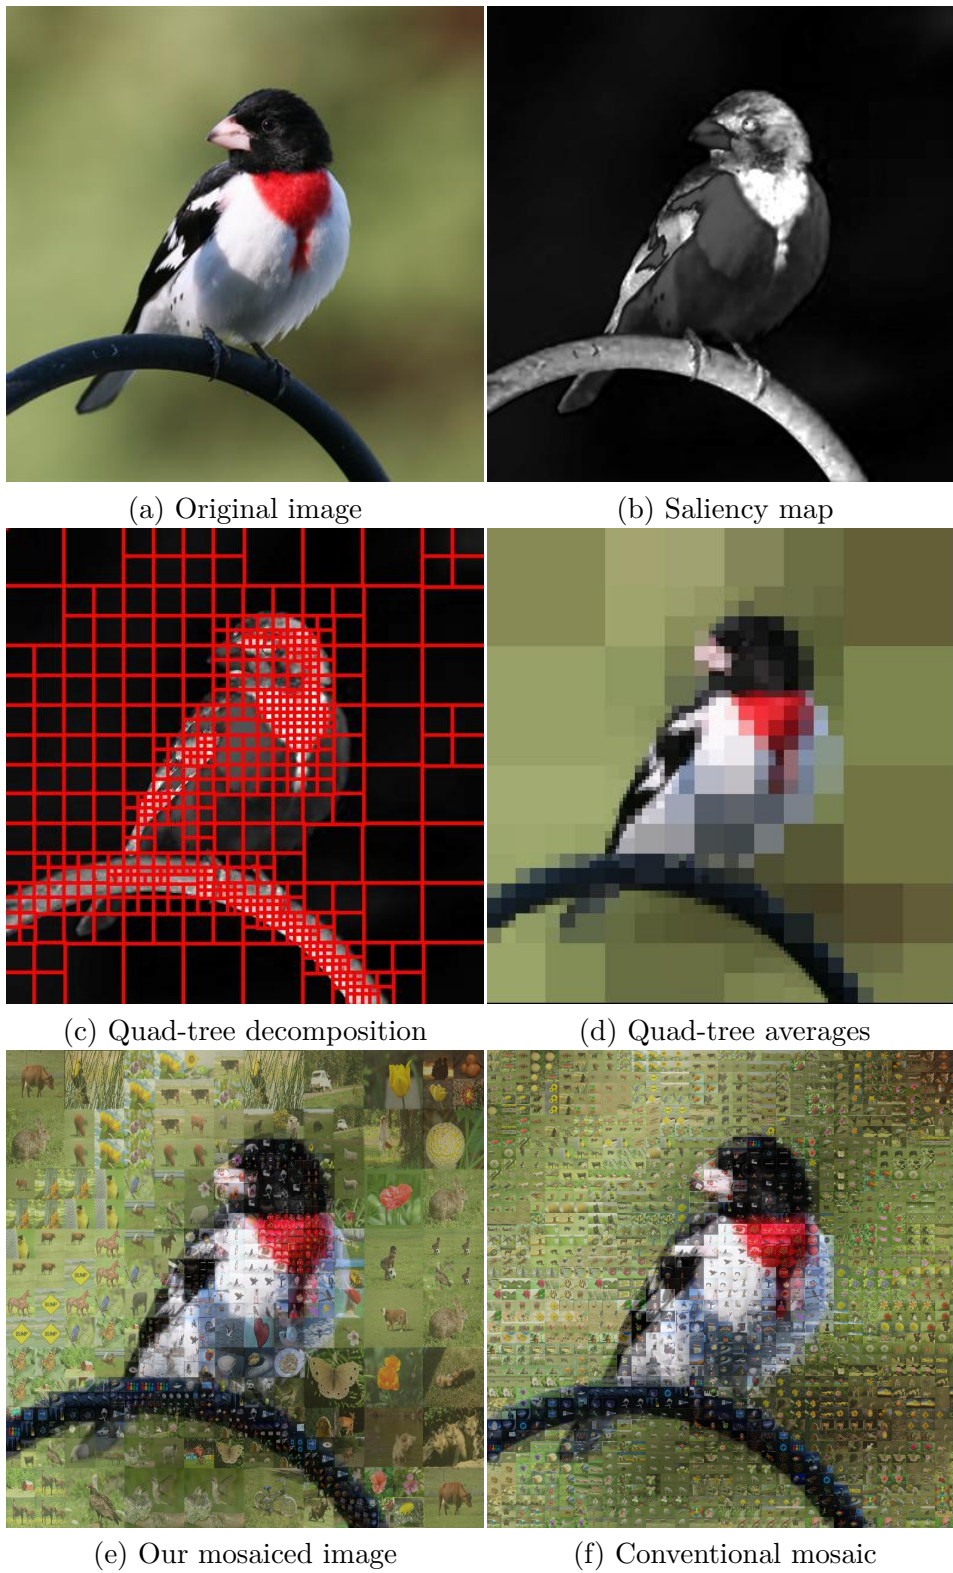 (a) Original image
(b) Saliency map
(c) Quad-tree decomposition
(d) Quad-tree averages
(e) Our mosaiced image
(f) Conventional mosaic